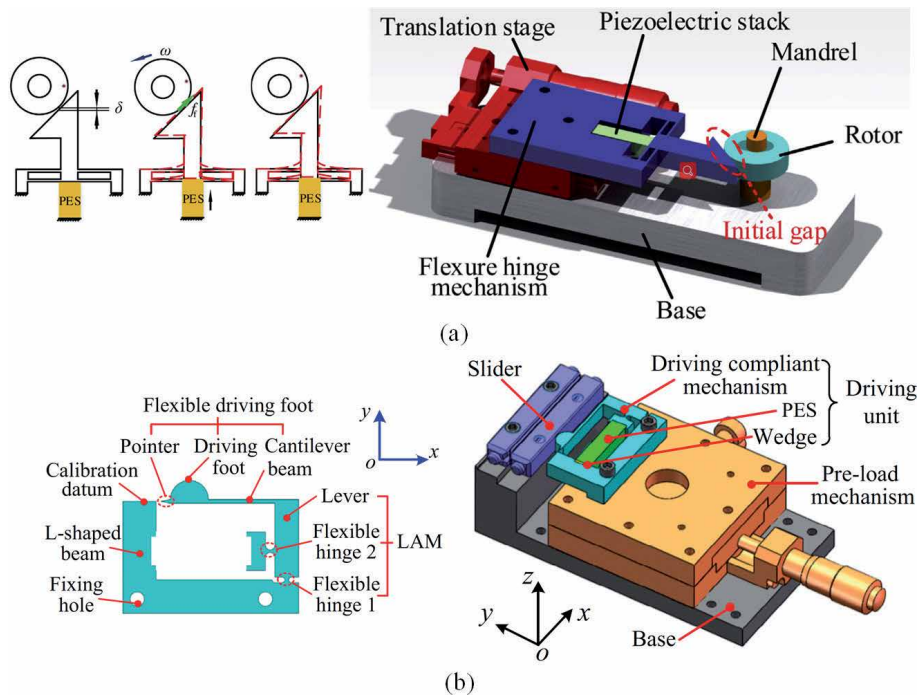 ω
δ
f
PES
PES
PES
Piezoelectric stack
Translation stage
Mandrel
Rotor
Initial gap
Flexure hinge
mechanism
Base
(a)
Flexible driving foot
Pointer
Driving
foot
Cantilever
beam
Calibration
datum
Lever
L-shaped
beam
Flexible
hinge 2
LAM
Fixing
hole
Flexible
hinge 1
y
o
x
Slider
Driving compliant
mechanism
PES
Wedge
Driving
unit
Pre-load
mechanism
z
y
x
o
Base
(b)